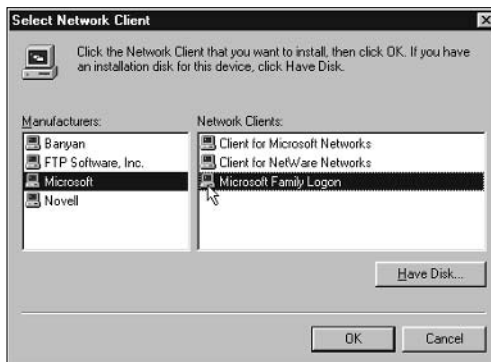 Select Network Client
Click the Network Client that you want to install, then click OK. If you have
an installation disk for this device, click Have Disk.
Manufacturers:
Network Clients:
Banyan
FTP Software, Inc.
Microsoft
Novell
Client for Microsoft Networks
Client for NetWare Networks
Microsoft Family Logon
Have Disk...
OK
Cancel